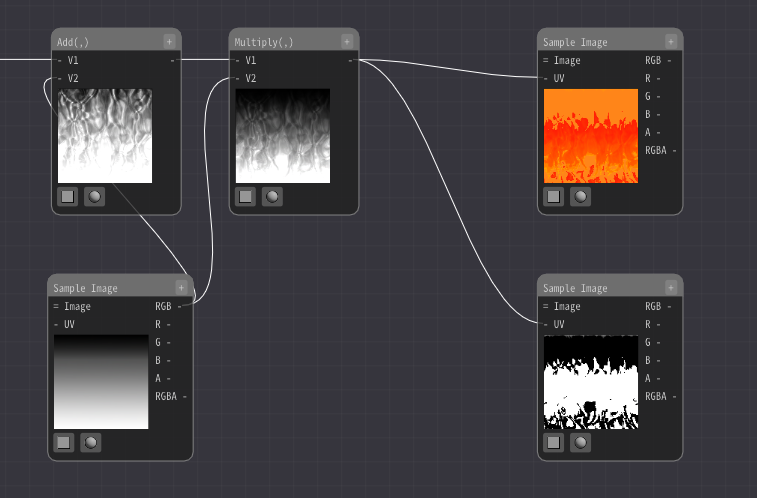 Add(,) +
- V1 -
- V2
Multiply(,) +
- V1 -
- V2
Sample Image +
= Image RGB -
- UV R -
G -
B -
A -
RGBA -
Sample Image +
= Image RGB -
- UV R -
G -
B -
A -
RGBA -
Sample Image +
= Image RGB -
- UV R -
G -
B -
A -
RGBA -